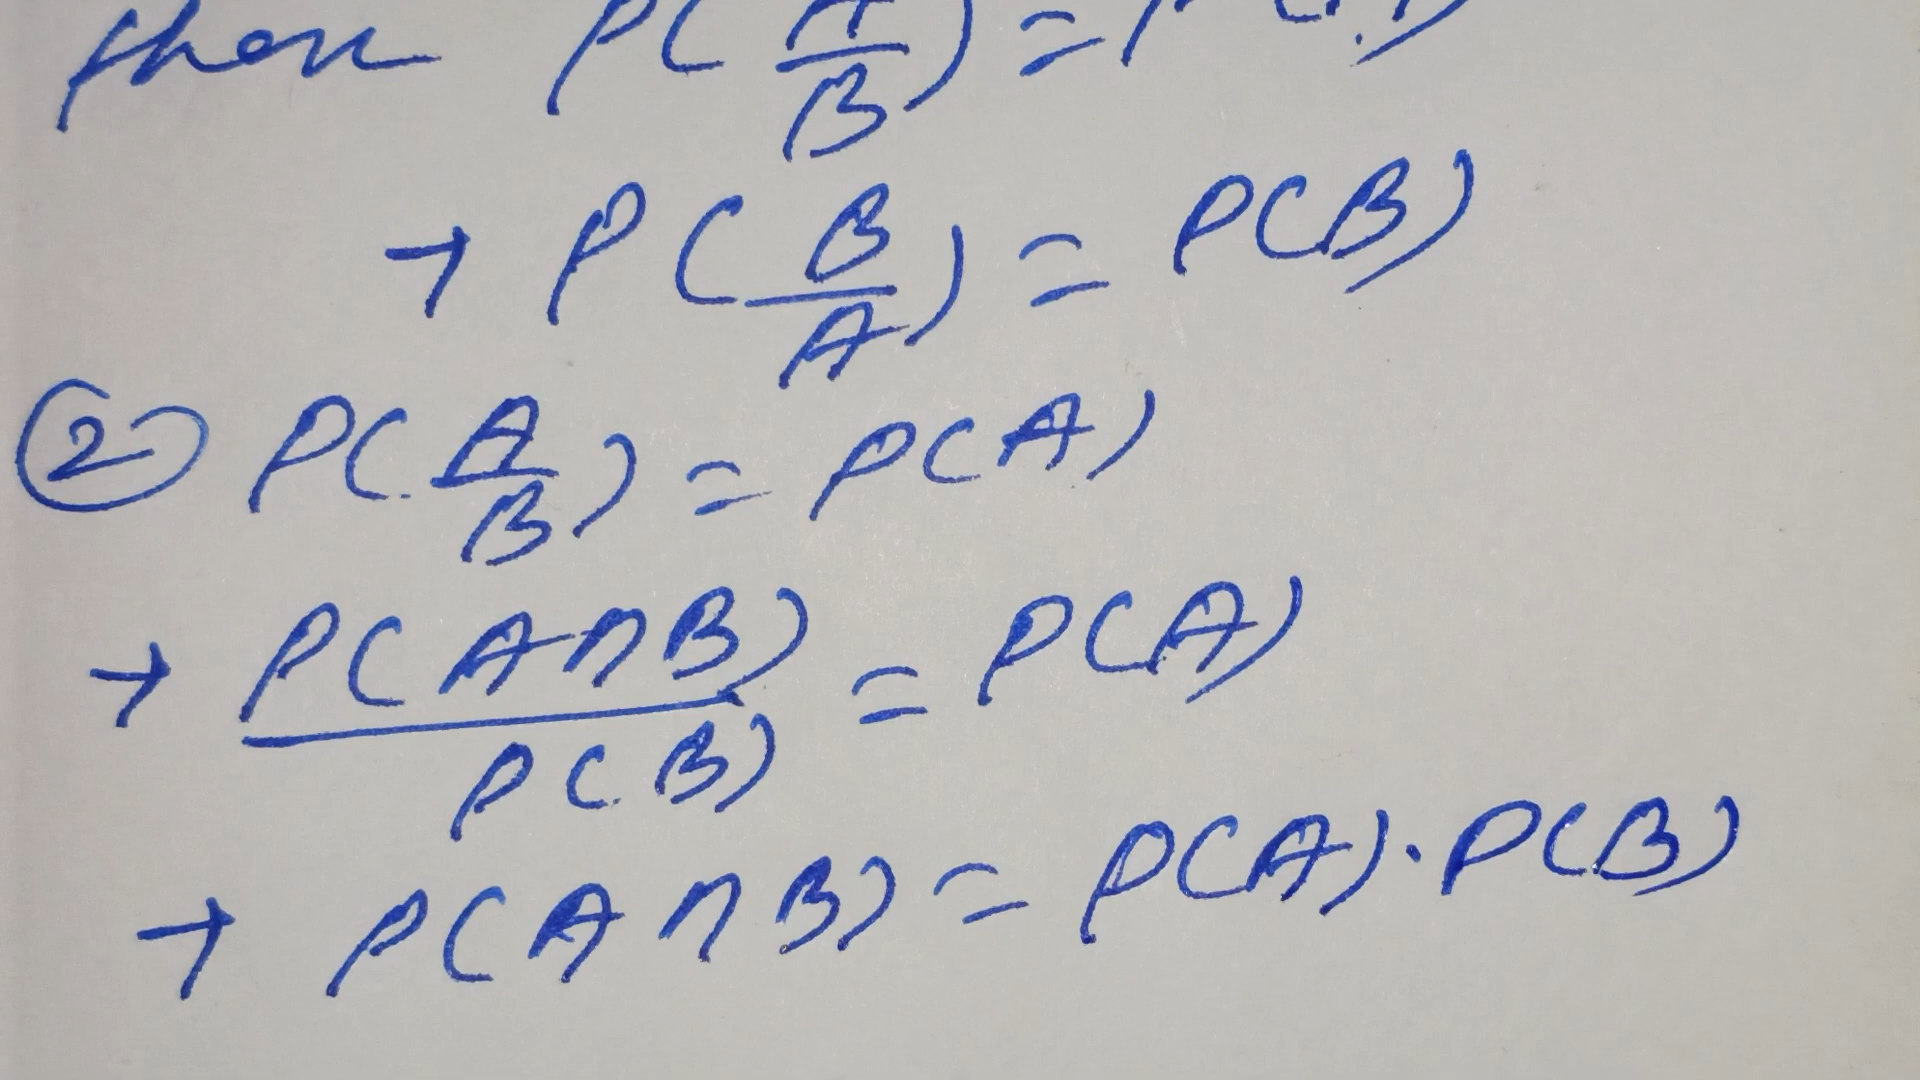 then P(A/B) = P(A)
→ P(B/A) = P(B)
② P(A/B) = P(A)
→ P(A∩B)/P(B) = P(A)
→ P(A∩B) = P(A).P(B)